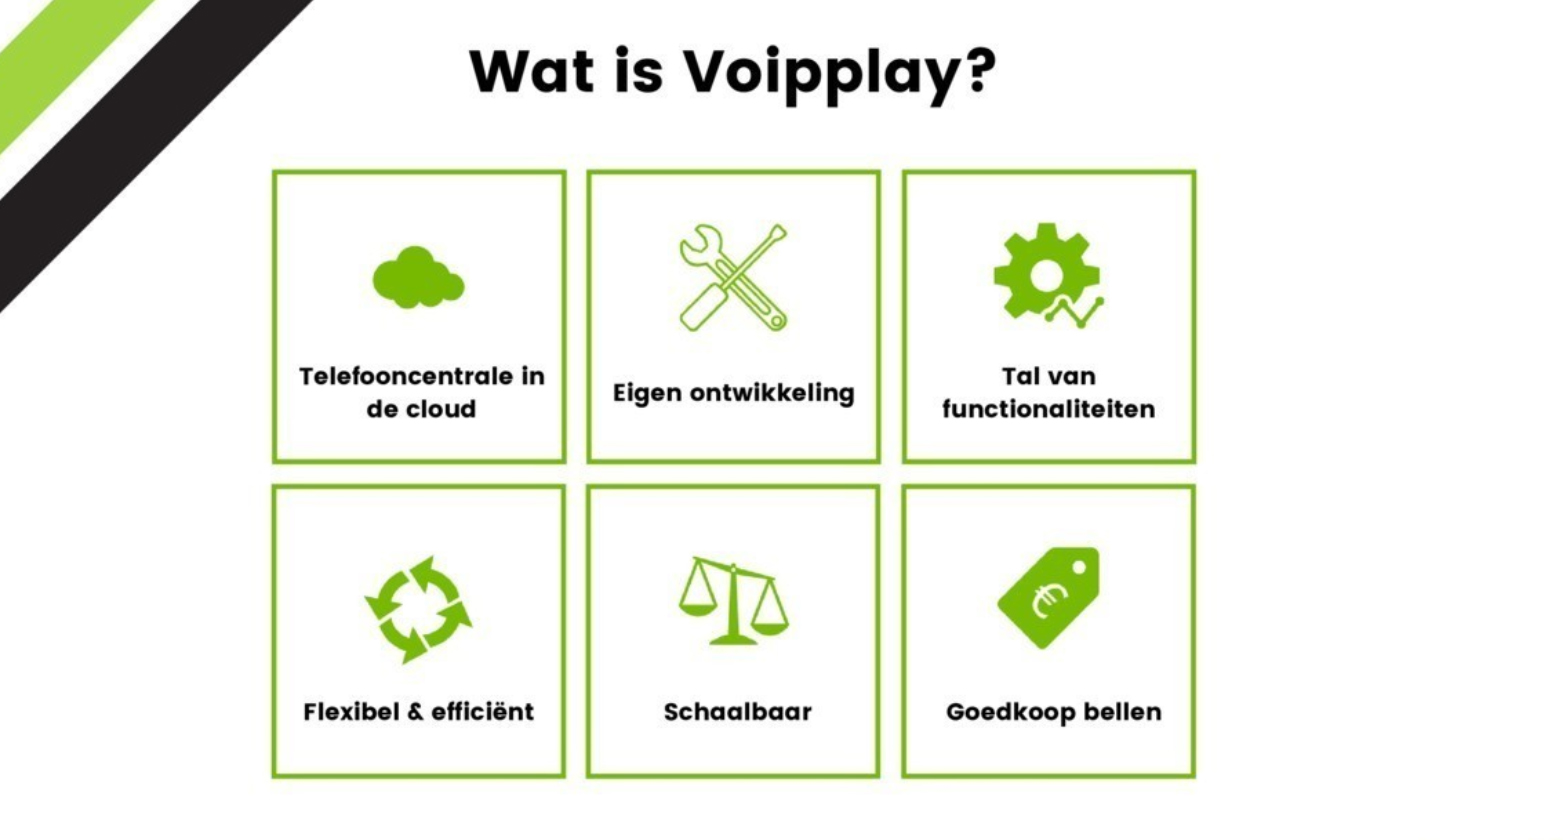 Wat is Voipplay?
Telefooncentrale in
de cloud
Eigen ontwikkeling
Tal van
functionaliteiten
Flexibel & efficiënt
Schaalbaar
€
Goedkoop bellen